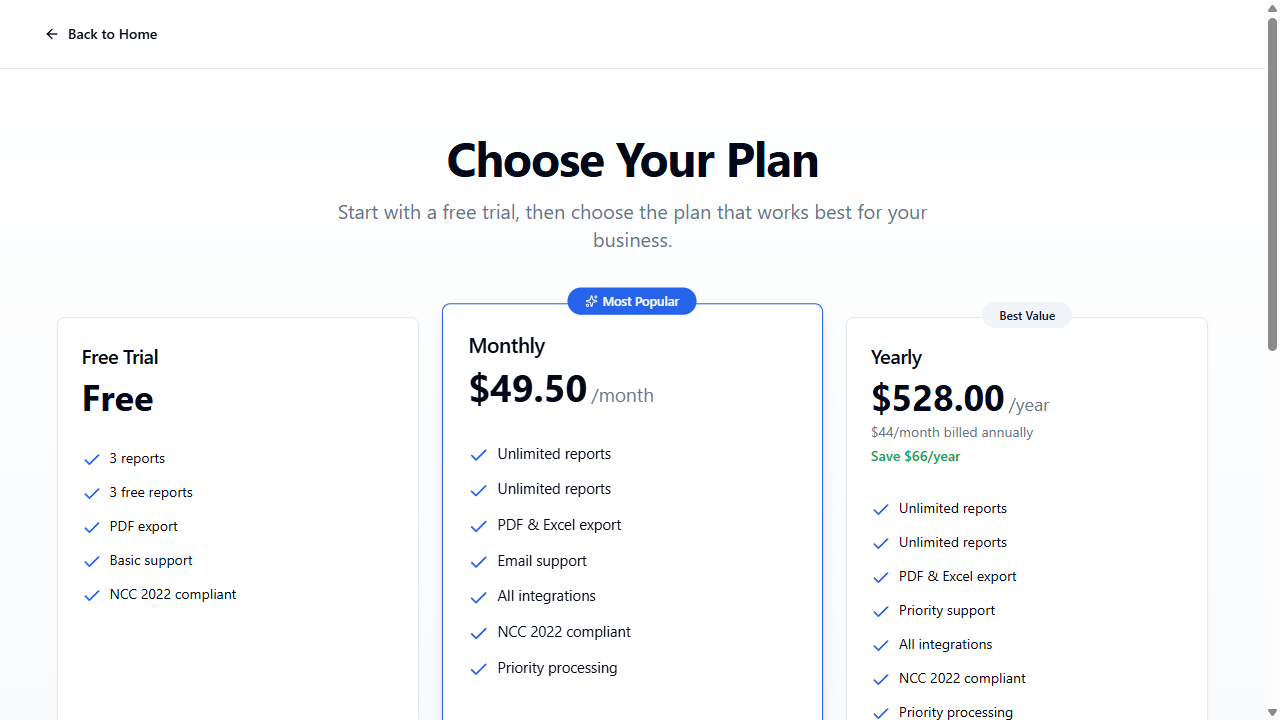 Back to Home
Choose Your Plan
Start with a free trial, then choose the plan that works best for your
business.
Free Trial
Free
3 reports
3 free reports
PDF export
Basic support
NCC 2022 compliant
Most Popular
Monthly
$49.50 /month
Unlimited reports
Unlimited reports
PDF & Excel export
Email support
All integrations
NCC 2022 compliant
Priority processing
Best Value
Yearly
$528.00 /year
$44/month billed annually
Save $66/year
Unlimited reports
Unlimited reports
PDF & Excel export
Priority support
All integrations
NCC 2022 compliant
Priority processing